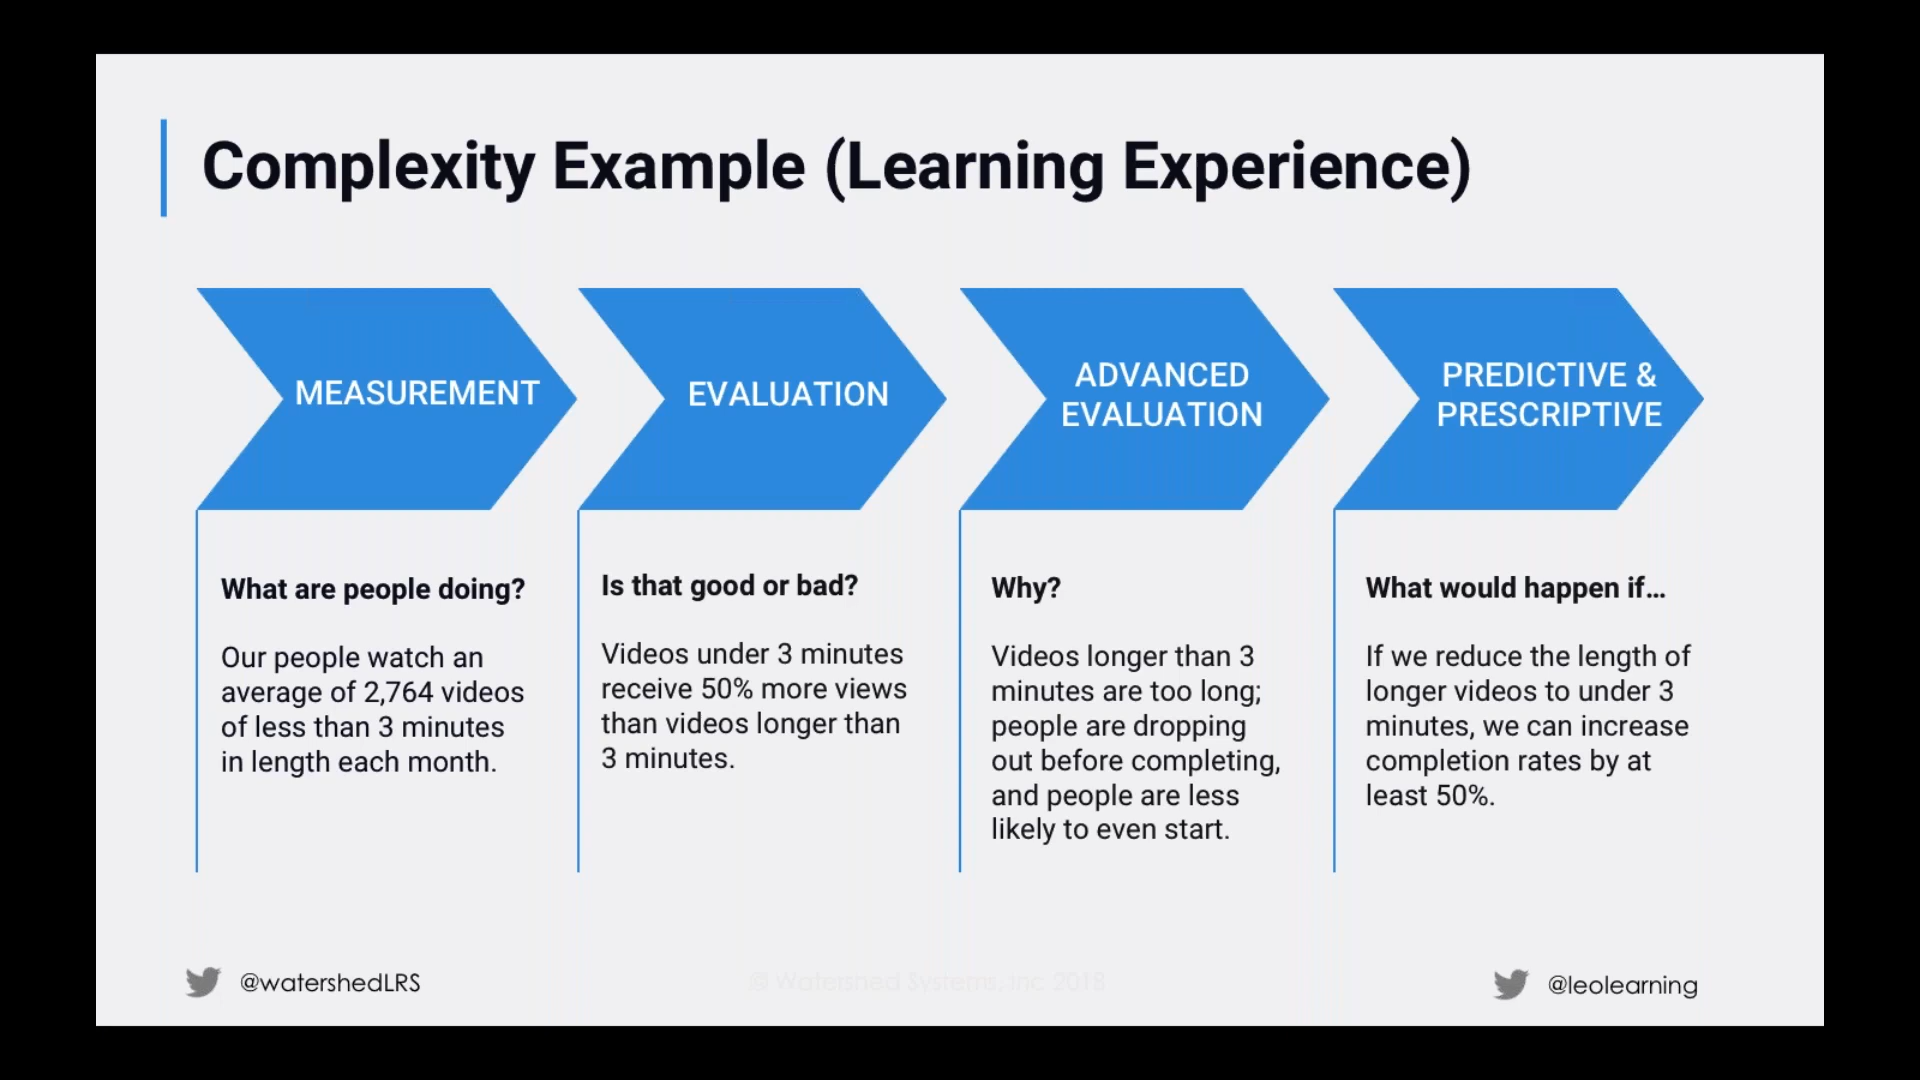 Complexity Example (Learning Experience)
MEASUREMENT
EVALUATION
ADVANCED
EVALUATION
PREDICTIVE &
PRESCRIPTIVE
What are people doing?
Our people watch an
average of 2,764 videos
of less than 3 minutes
in length each month.
Is that good or bad?
Videos under 3 minutes
receive 50% more views
than videos longer than
3 minutes.
Why?
Videos longer than 3
minutes are too long;
people are dropping
out before completing,
and people are less
likely to even start.
What would happen if...
If we reduce the length of
longer videos to under 3
minutes, we can increase
completion rates by at
least 50%.
@watershedLRS
© Watershed Systems, Inc 2018
@leolearning